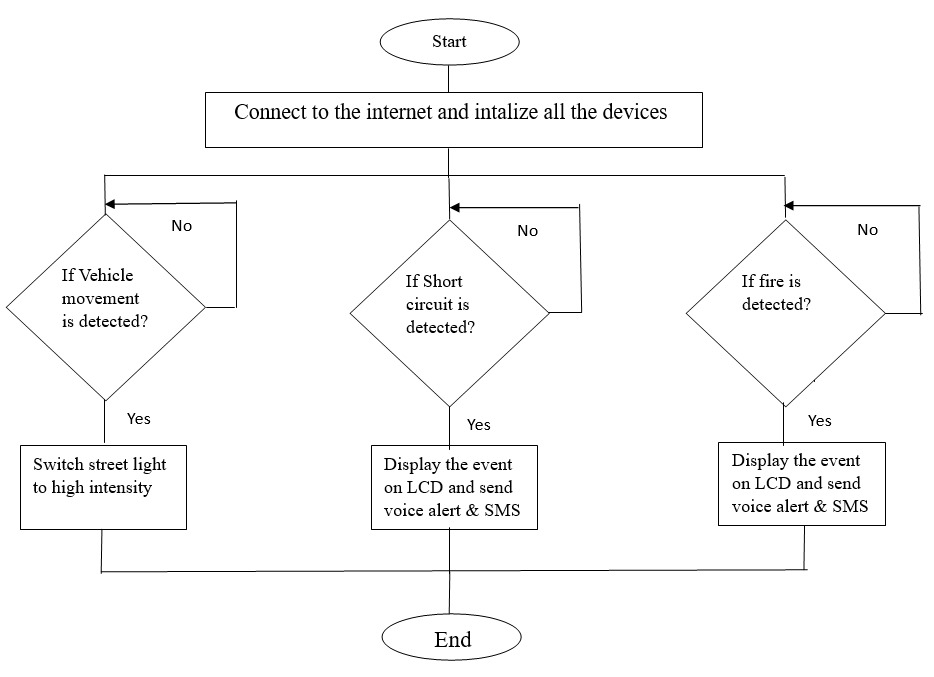 Start
Connect to the internet and intalize all the devices
No
If Vehicle
movement
is detected?
Yes
Switch street light
to high intensity
No
If Short
circuit is
detected?
Yes
Display the event
on LCD and send
voice alert & SMS
No
If fire is
detected?
Yes
Display the event
on LCD and send
voice alert & SMS
End